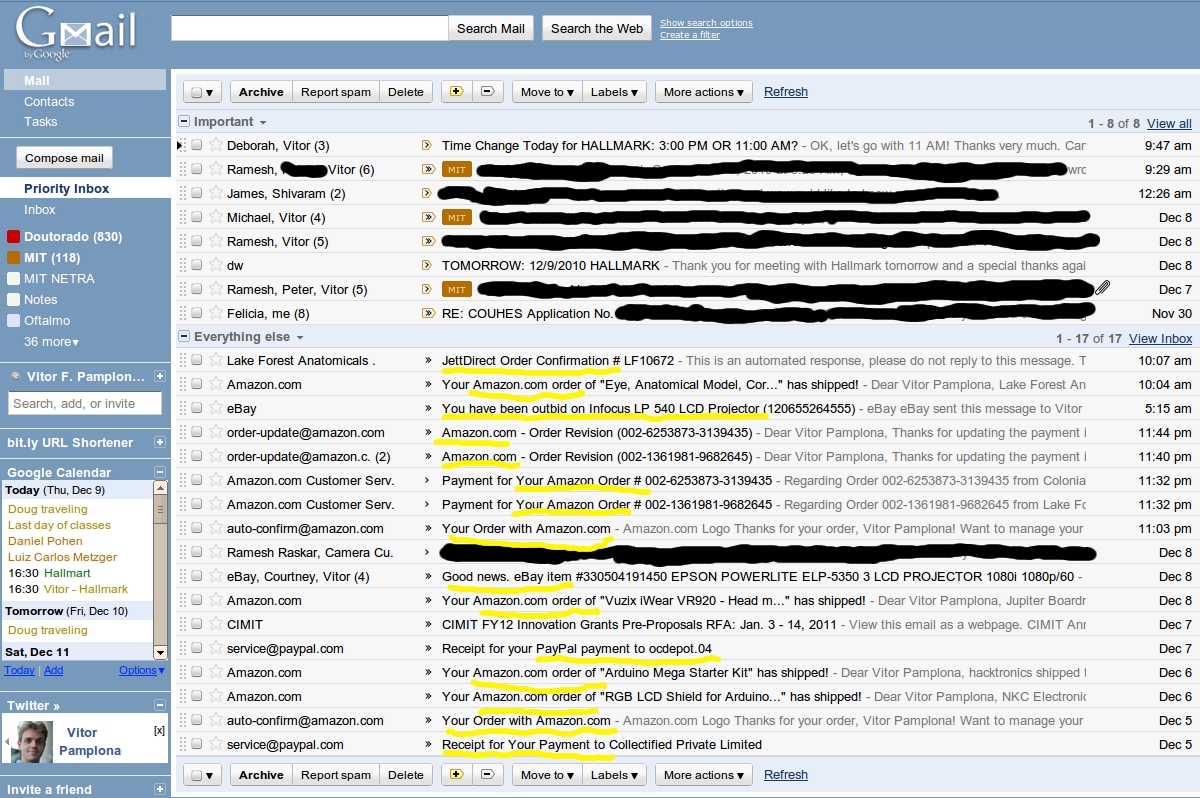 Gmail
by Google
Search Mail
Search the Web
Show search options
Create a filter
Mail
Contacts
Tasks
Compose mail
Priority Inbox
Inbox
Doutorado (830)
MIT (118)
MIT NETRA
Notes
Oftalmo
36 more▾
Vitor F. Pamplon...
Search, add, or invite
bit.ly URL Shortener
Google Calendar
Today (Thu, Dec 9)
Doug traveling
Last day of classes
Daniel Pohen
Luiz Carlos Metzger
16:30 Hallmart
16:30 Vitor - Hallmark
Tomorrow (Fri, Dec 10)
Doug traveling
Sat, Dec 11
Today | Add Options▾
Twitter »
Vitor Pamplona [x]
Invite a friend
Archive Report spam Delete Move to ▾ Labels ▾ More actions ▾ Refresh
Important 1 - 8 of 8 View all
Deborah, Vitor (3) Time Change Today for HALLMARK: 3:00 PM OR 11:00 AM? - OK, let's go with 11 AM! Thanks very much. Car 9:47 am
Ramesh, Vitor (6) MIT 9:29 am
James, Shivaram (2) 12:26 am
Michael, Vitor (4) MIT Dec 8
Ramesh, Vitor (5) Dec 8
dw TOMORROW: 12/9/2010 HALLMARK - Thank you for meeting with Hallmark tomorrow and a special thanks agai Dec 8
Ramesh, Peter, Vitor (5) MIT Dec 7
Felicia, me (8) RE: COUHES Application No. Nov 30
Everything else 1 - 17 of 17 View Inbox
Lake Forest Anatomicals . » JettDirect Order Confirmation # LF10672 - This is an automated response, please do not reply to this message. T 10:07 am
Amazon.com » Your Amazon.com order of "Eye, Anatomical Model, Cor..." has shipped! - Dear Vitor Pamplona, Lake Forest An 10:04 am
eBay » You have been outbid on Infocus LP 540 LCD Projector (120655264555) - eBay eBay sent this message to Vitor 5:15 am
order-update@amazon.com » Amazon.com - Order Revision (002-6253873-3139435) - Dear Vitor Pamplona, Thanks for updating the payment i 11:44 pm
order-update@amazon.c. (2) » Amazon.com - Order Revision (002-1361981-9682645) - Dear Vitor Pamplona, Thanks for updating the payment i 11:40 pm
Amazon.com Customer Serv. › Payment for Your Amazon Order # 002-6253873-3139435 - Regarding Order 002-6253873-3139435 from Colonia 11:32 pm
Amazon.com Customer Serv. › Payment for Your Amazon Order # 002-1361981-9682645 - Regarding Order 002-1361981-9682645 from Lake Fc 11:32 pm
auto-confirm@amazon.com » Your Order with Amazon.com - Amazon.com Logo Thanks for your order, Vitor Pamplona! Want to manage your 11:03 pm
Ramesh Raskar, Camera Cu. › Dec 8
eBay, Courtney, Vitor (4) » Good news. eBay item #330504191450 EPSON POWERLITE ELP-5350 3 LCD PROJECTOR 1080i 1080p/60 - Dec 8
Amazon.com » Your Amazon.com order of "Vuzix iWear VR920 - Head m..." has shipped! - Dear Vitor Pamplona, Jupiter Boardr Dec 8
CIMIT » CIMIT FY12 Innovation Grants Pre-Proposals RFA: Jan. 3 - 14, 2011 - View this email as a webpage. CIMIT Anr Dec 7
service@paypal.com » Receipt for your PayPal payment to ocdepot.04 Dec 7
Amazon.com » Your Amazon.com order of "Arduino Mega Starter Kit" has shipped! - Dear Vitor Pamplona, hacktronics shipped t Dec 6
Amazon.com » Your Amazon.com order of "RGB LCD Shield for Arduino..." has shipped! - Dear Vitor Pamplona, NKC Electronic Dec 6
auto-confirm@amazon.com » Your Order with Amazon.com - Amazon.com Logo Thanks for your order, Vitor Pamplona! Want to manage your Dec 5
service@paypal.com » Receipt for Your Payment to Collectified Private Limited Dec 5
Archive Report spam Delete Move to ▾ Labels ▾ More actions ▾ Refresh